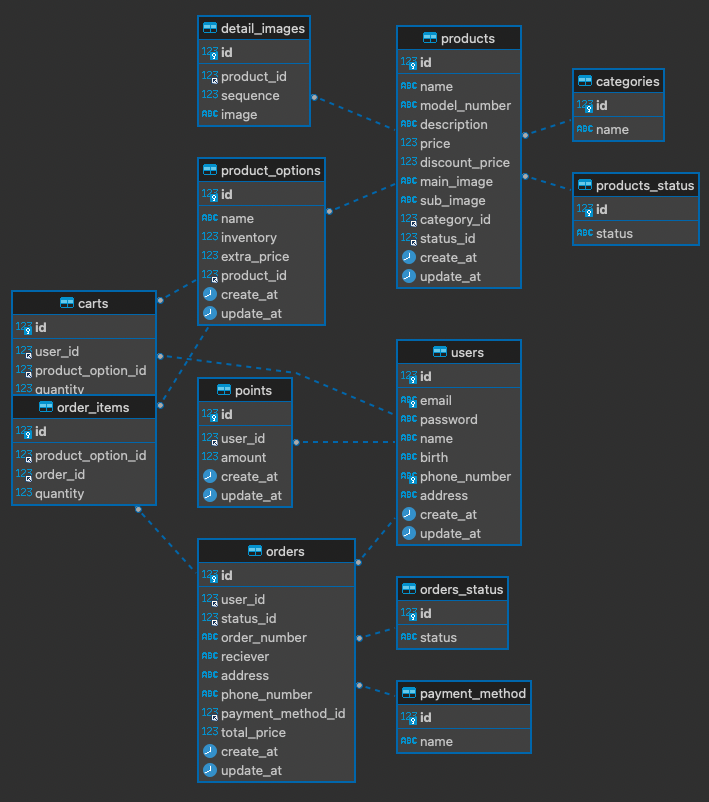 detail_images
123 id
123 product_id
123 sequence
ABC image
products
123 id
ABC name
ABC model_number
ABC description
123 price
123 discount_price
ABC main_image
ABC sub_image
123 category_id
123 status_id
create_at
update_at
categories
123 id
ABC name
products_status
123 id
ABC status
product_options
123 id
ABC name
123 inventory
123 extra_price
123 product_id
create_at
update_at
carts
123 id
123 user_id
123 product_option_id
123 quantity
order_items
123 id
123 product_option_id
123 order_id
123 quantity
points
123 id
123 user_id
123 amount
create_at
update_at
users
123 id
ABC email
ABC password
ABC name
ABC birth
ABC phone_number
ABC address
create_at
update_at
orders
123 id
123 user_id
123 status_id
ABC order_number
ABC reciever
ABC address
ABC phone_number
123 payment_method_id
123 total_price
create_at
update_at
orders_status
123 id
ABC status
payment_method
123 id
ABC name